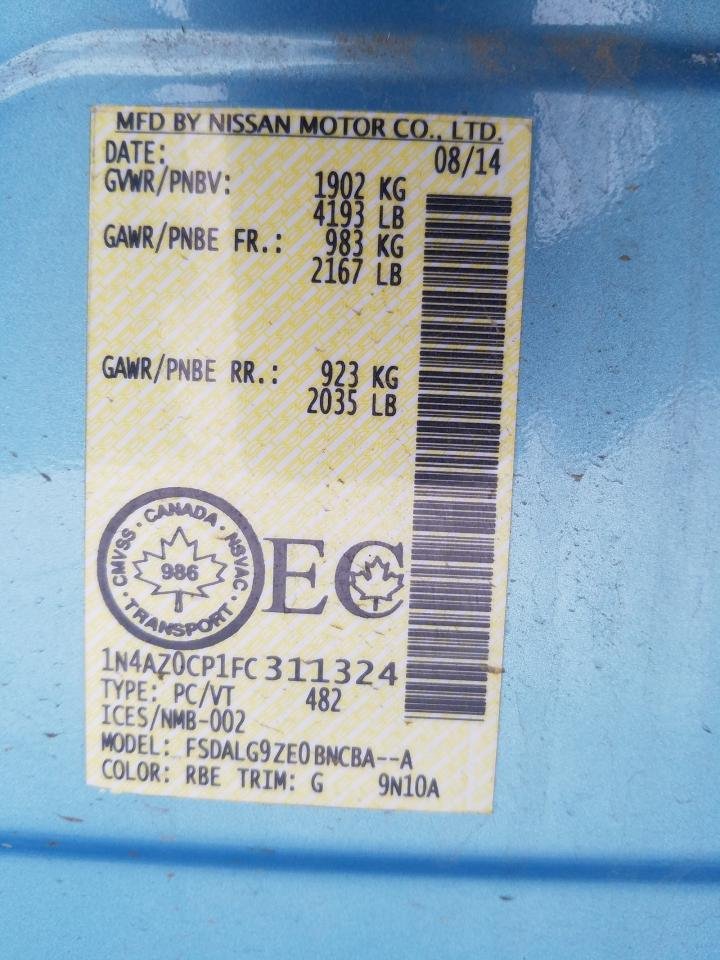 MFD BY NISSAN MOTOR CO., LTD.
DATE: 08/14
GVWR/PNBV: 1902 KG
4193 LB
GAWR/PNBE FR.: 983 KG
2167 LB
GAWR/PNBE RR.: 923 KG
2035 LB
CMVSS · CANADA · NSVAC · TRANSPORT ·
986
EC
1N4AZ0CP1FC311324
TYPE: PC/VT 482
ICES/NMB-002
MODEL: FSDALG9ZE0BNCBA--A
COLOR: RBE TRIM: G 9N10A